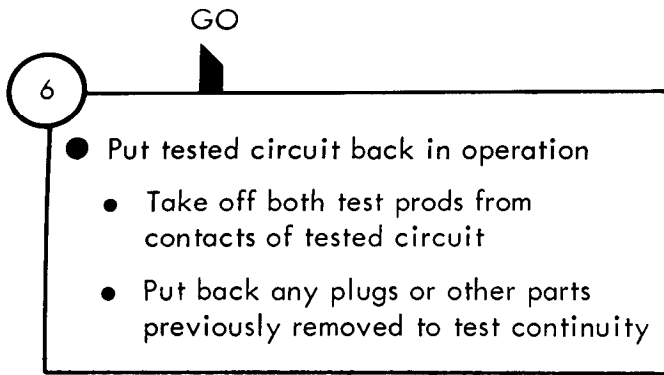 GO
6
● Put tested circuit back in operation
● Take off both test prods from
contacts of tested circuit
● Put back any plugs or other parts
previously removed to test continuity